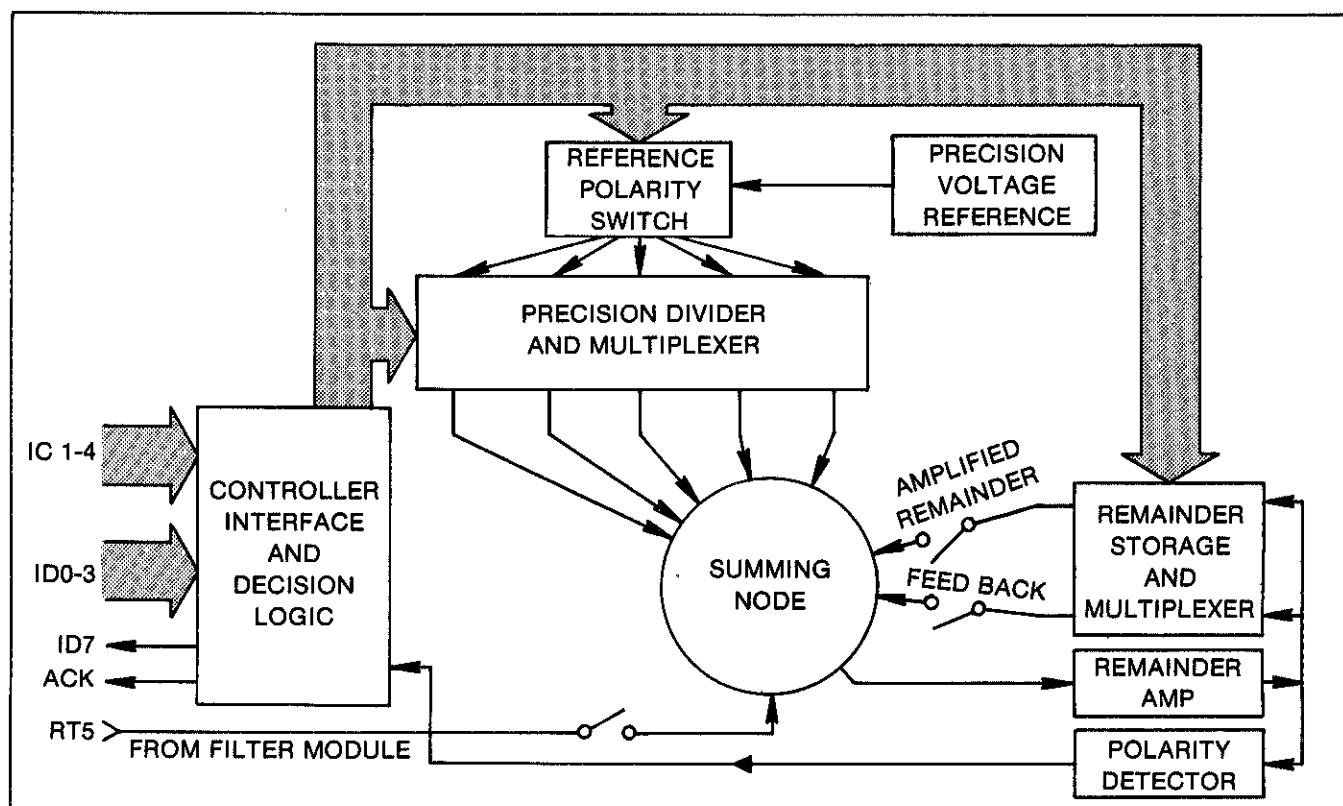 REFERENCE
POLARITY
SWITCH
PRECISION
VOLTAGE
REFERENCE
PRECISION DIVIDER
AND MULTIPLEXER
IC 1-4
ID0-3
ID7
ACK
RT5
CONTROLLER
INTERFACE
AND
DECISION
LOGIC
SUMMING
NODE
AMPLIFIED
REMAINDER
FEED BACK
REMAINDER
STORAGE
AND
MULTIPLEXER
REMAINDER
AMP
POLARITY
DETECTOR
FROM FILTER MODULE